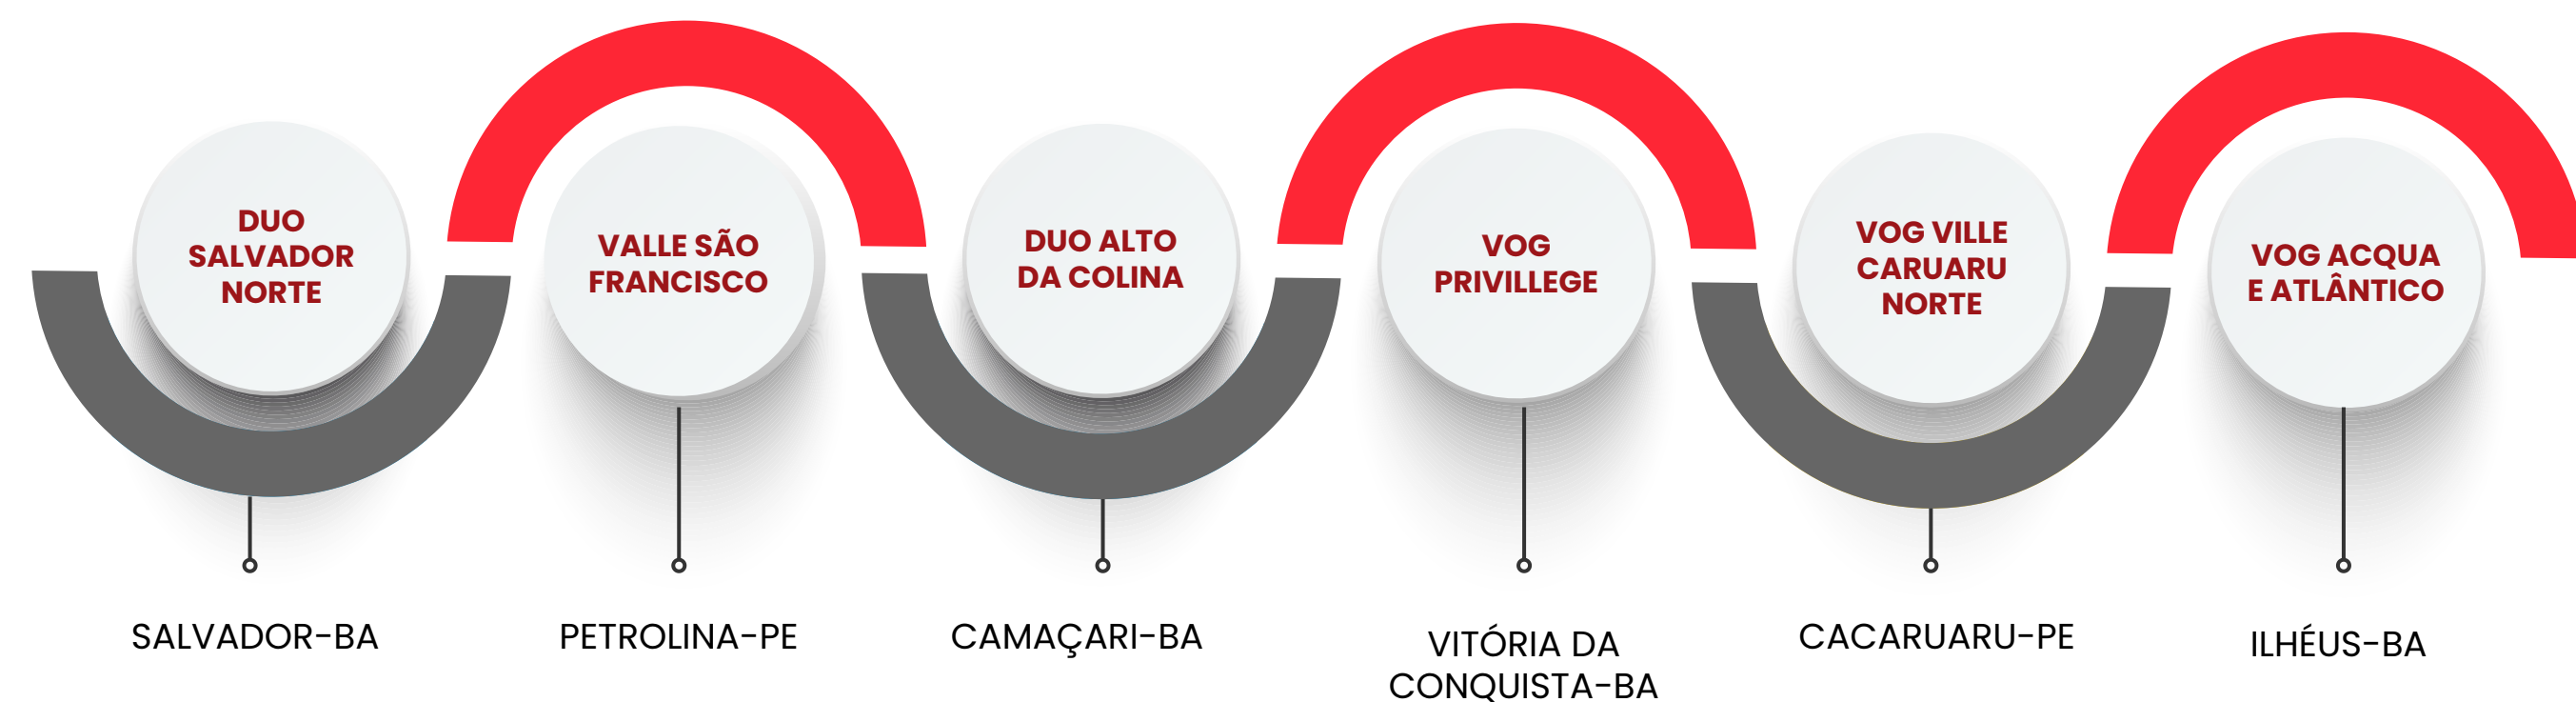 DUO
SALVADOR
NORTE
VALLE SÃO
FRANCISCO
DUO ALTO
DA COLINA
VOG
PRIVILLEGE
VOG VILLE
CARUARU
NORTE
VOG ACQUA
E ATLÂNTICO
SALVADOR-BA
PETROLINA-PE
CAMAÇARI-BA
VITÓRIA DA
CONQUISTA-BA
CACARUARU-PE
ILHÉUS-BA